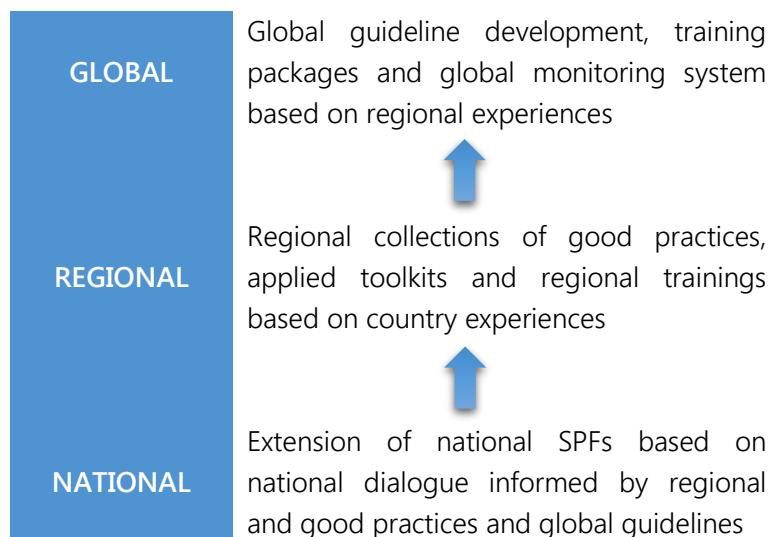 GLOBAL
Global guideline development, training
packages and global monitoring system
based on regional experiences
REGIONAL
Regional collections of good practices,
applied toolkits and regional trainings
based on country experiences
NATIONAL
Extension of national SPFs based on
national dialogue informed by regional
and good practices and global guidelines